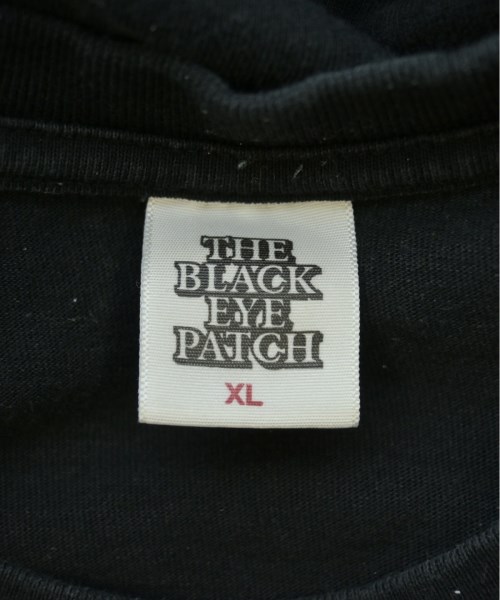 THE
BLACK
EYE
PATCH
XL